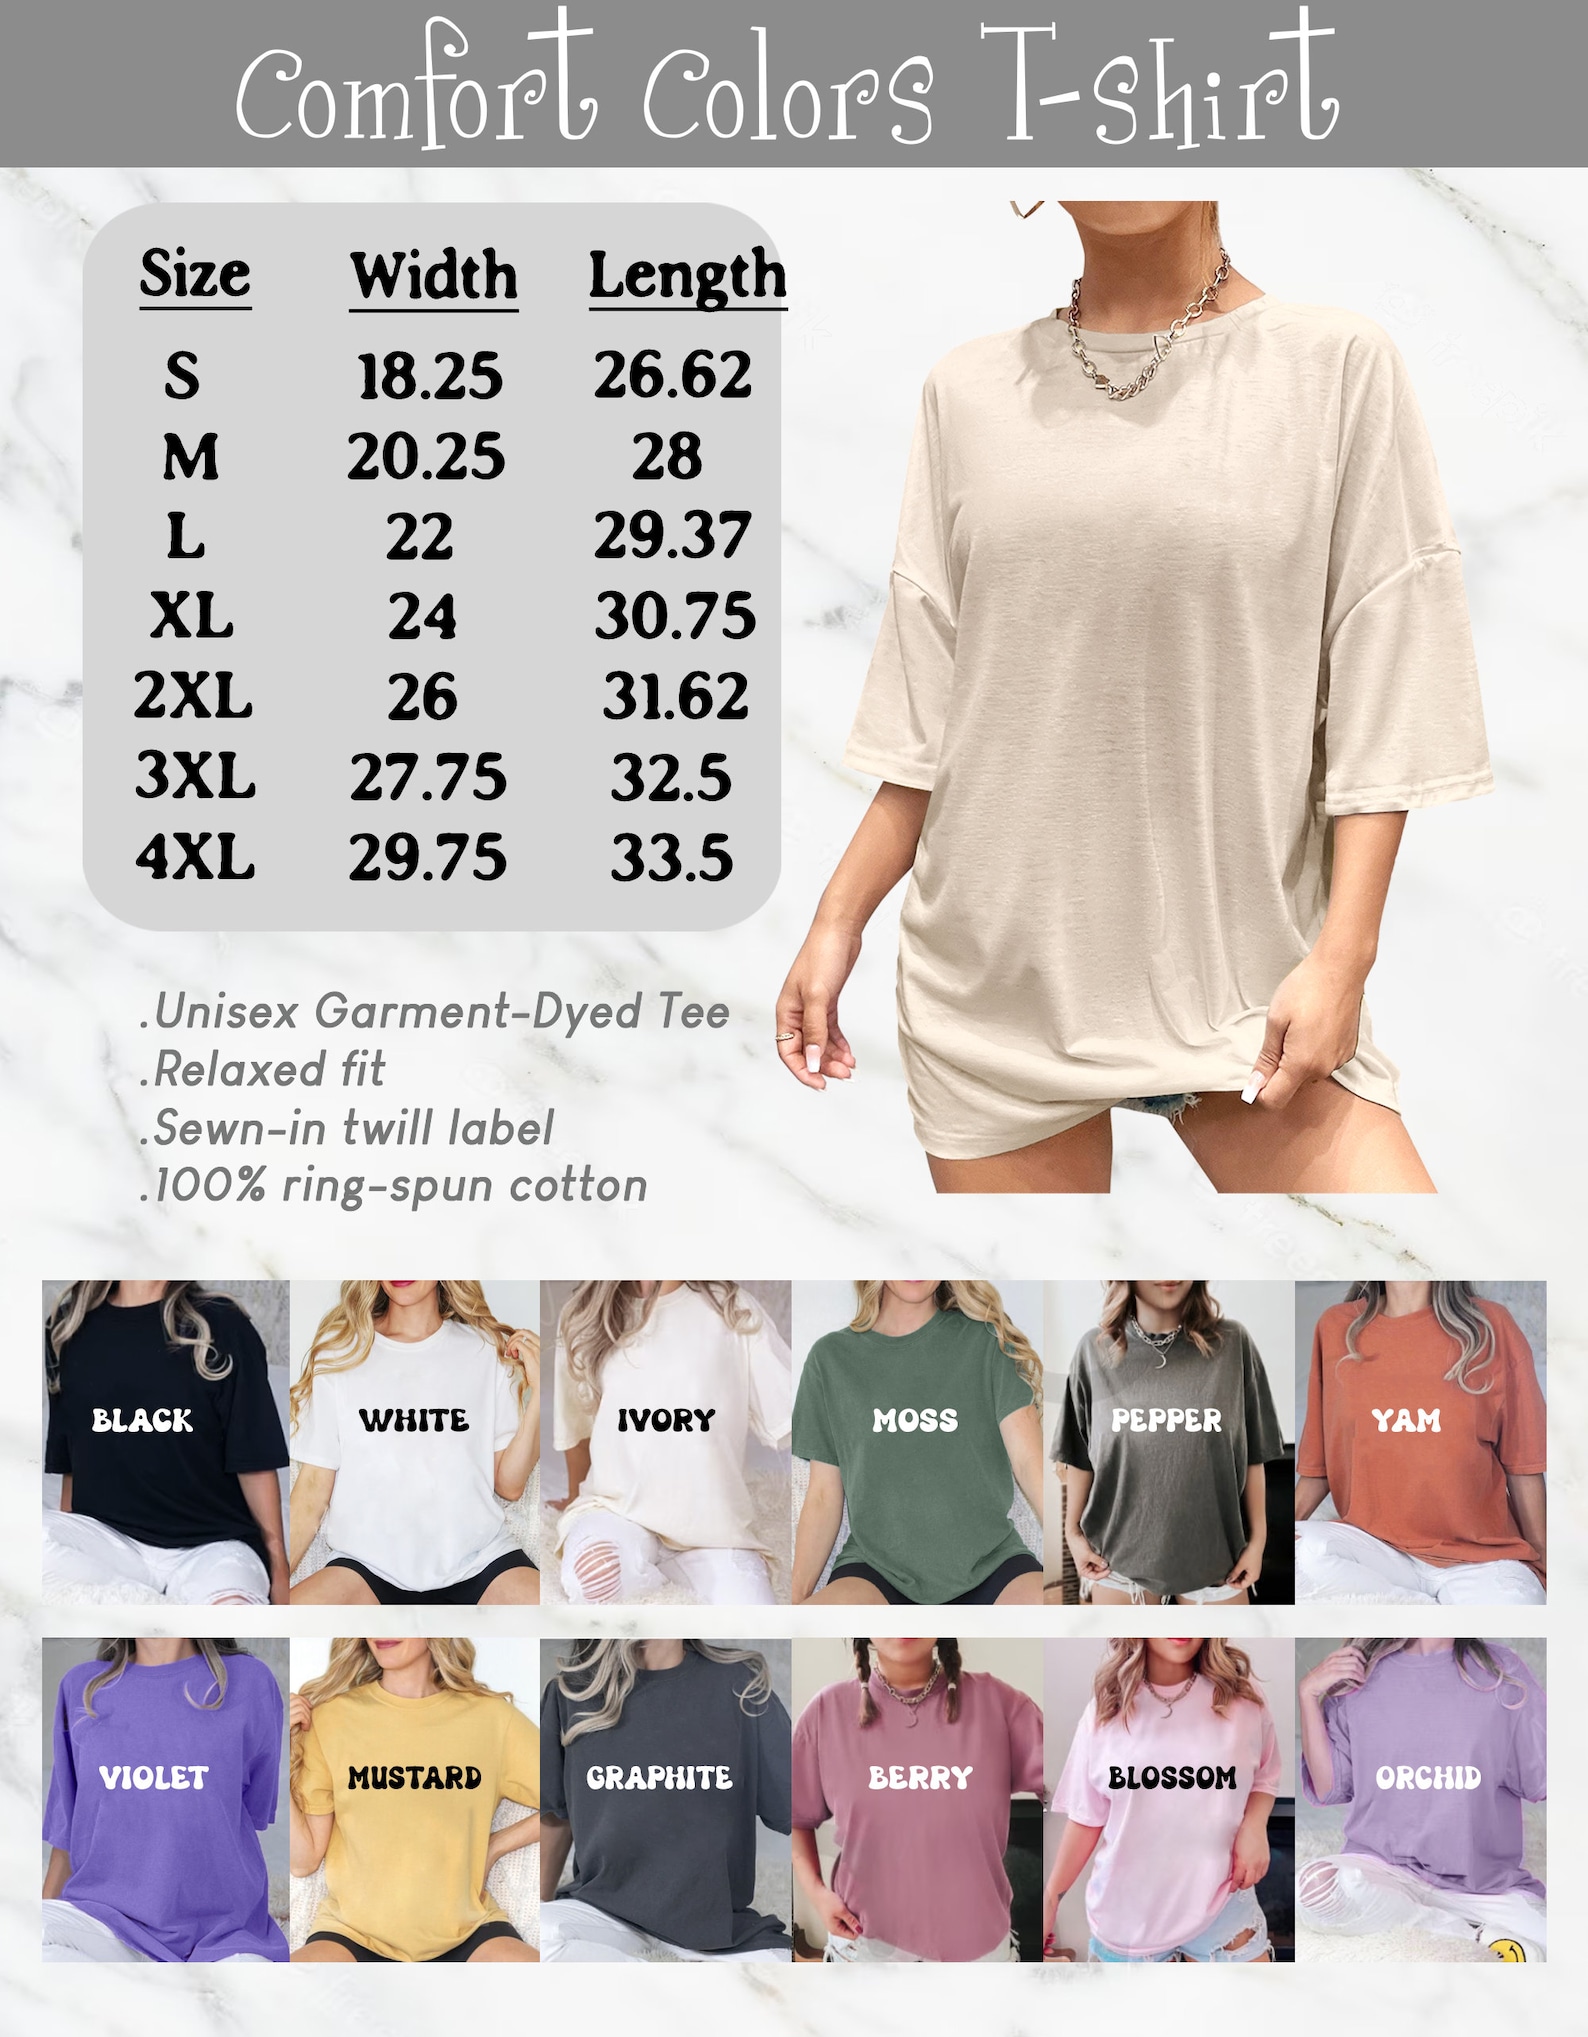 Comfort Colors T-shirt
Size Width Length
S 18.25 26.62
M 20.25 28
L 22 29.37
XL 24 30.75
2XL 26 31.62
3XL 27.75 32.5
4XL 29.75 33.5
.Unisex Garment-Dyed Tee
.Relaxed fit
.Sewn-in twill label
.100% ring-spun cotton
BLACK WHITE IVORY MOSS PEPPER YAM
VIOLET MUSTARD GRAPHITE BERRY BLOSSOM ORCHID